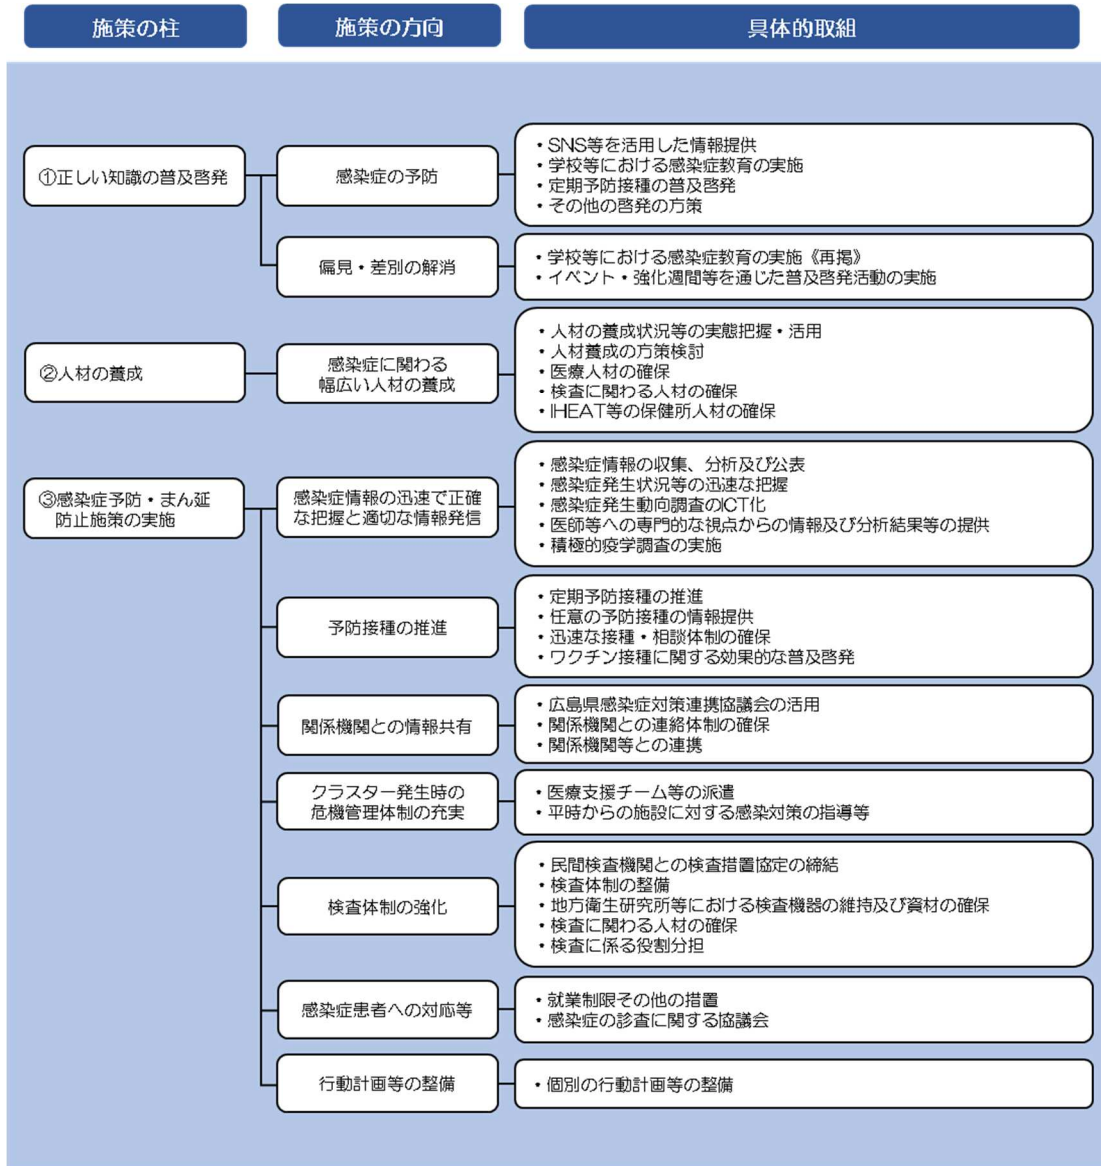 施策の柱
施策の方向
具体的取組
①正しい知識の普及啓発
感染症の予防
・SNS等を活用した情報提供
・学校等における感染症教育の実施
・定期予防接種の普及啓発
・その他の啓発の方策
偏見・差別の解消
・学校等における感染症教育の実施《再掲》
・イベント・強化週間等を通じた普及啓発活動の実施
②人材の養成
感染症に関わる
幅広い人材の養成
・人材の養成状況等の実態把握・活用
・人材養成の方策検討
・医療人材の確保
・検査に関わる人材の確保
・IHEAT等の保健所人材の確保
③感染症予防・まん延
防止施策の実施
感染症情報の迅速で正確
な把握と適切な情報発信
・感染症情報の収集、分析及び公表
・感染症発生状況等の迅速な把握
・感染症発生動向調査のICT化
・医師等への専門的な視点からの情報及び分析結果等の提供
・積極的疫学調査の実施
予防接種の推進
・定期予防接種の推進
・任意の予防接種の情報提供
・迅速な接種・相談体制の確保
・ワクチン接種に関する効果的な普及啓発
関係機関との情報共有
・広島県感染症対策連携協議会の活用
・関係機関との連絡体制の確保
・関係機関等との連携
クラスター発生時の
危機管理体制の充実
・医療支援チーム等の派遣
・平時からの施設に対する感染対策の指導等
検査体制の強化
・民間検査機関との検査措置協定の締結
・検査体制の整備
・地方衛生研究所等における検査機器の維持及び資材の確保
・検査に関わる人材の確保
・検査に係る役割分担
感染症患者への対応等
・就業制限その他の措置
・感染症の診査に関する協議会
行動計画等の整備
・個別の行動計画等の整備